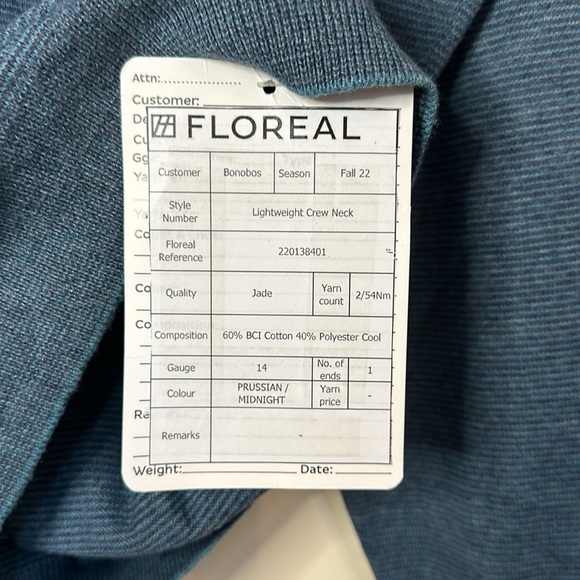 Attn:
Customer:
FLOREAL
Customer Bonobos Season Fall 22
Style Number Lightweight Crew Neck
Floreal Reference 220138401
Quality Jade Yarn count 2/54Nm
Composition 60% BCI Cotton 40% Polyester Cool
Gauge 14 No. of ends 1
Colour PRUSSIAN / MIDNIGHT Yarn price -
Remarks -
Weight: Date: